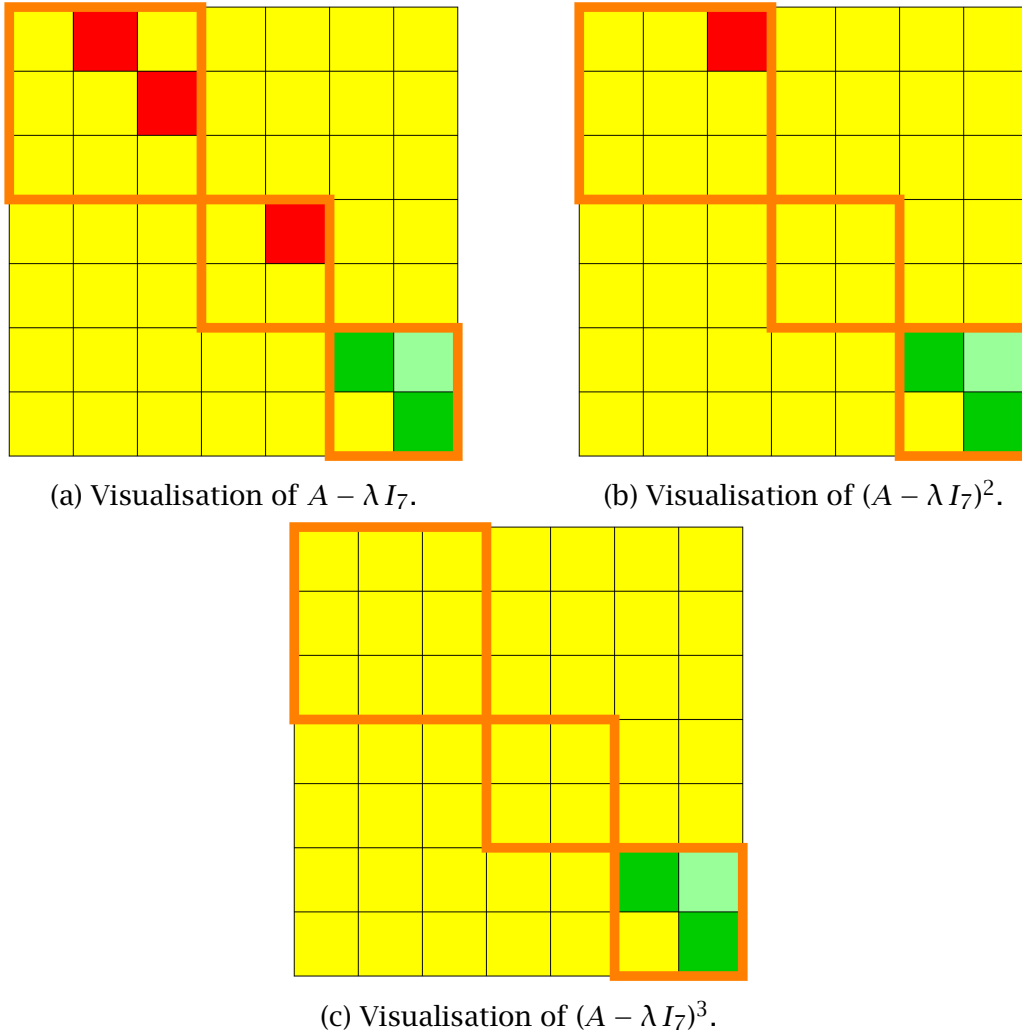 (a) Visualisation of A − λ I₇.
(b) Visualisation of (A − λ I₇)².
(c) Visualisation of (A − λ I₇)³.